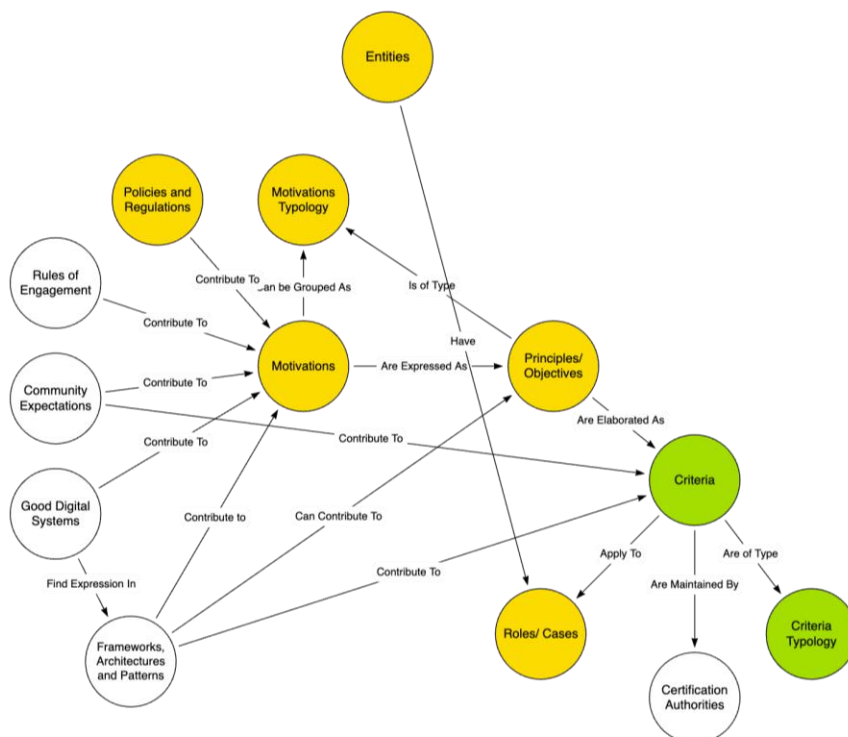 Entities
Policies and
Regulations
Motivations
Typology
Rules of
Engagement
Contribute To
an be Grouped As
Is of Type
Contribute To
Have
Motivations
Are Expressed As
Principles/
Objectives
Community
Expectations
Contribute To
Are Elaborated As
Contribute To
Contribute To
Criteria
Good Digital
Systems
Contribute to
Can Contribute To
Apply To
Are of Type
Find Expression In
Contribute To
Are Maintained By
Frameworks,
Architectures
and Patterns
Roles/ Cases
Criteria
Typology
Certification
Authorities